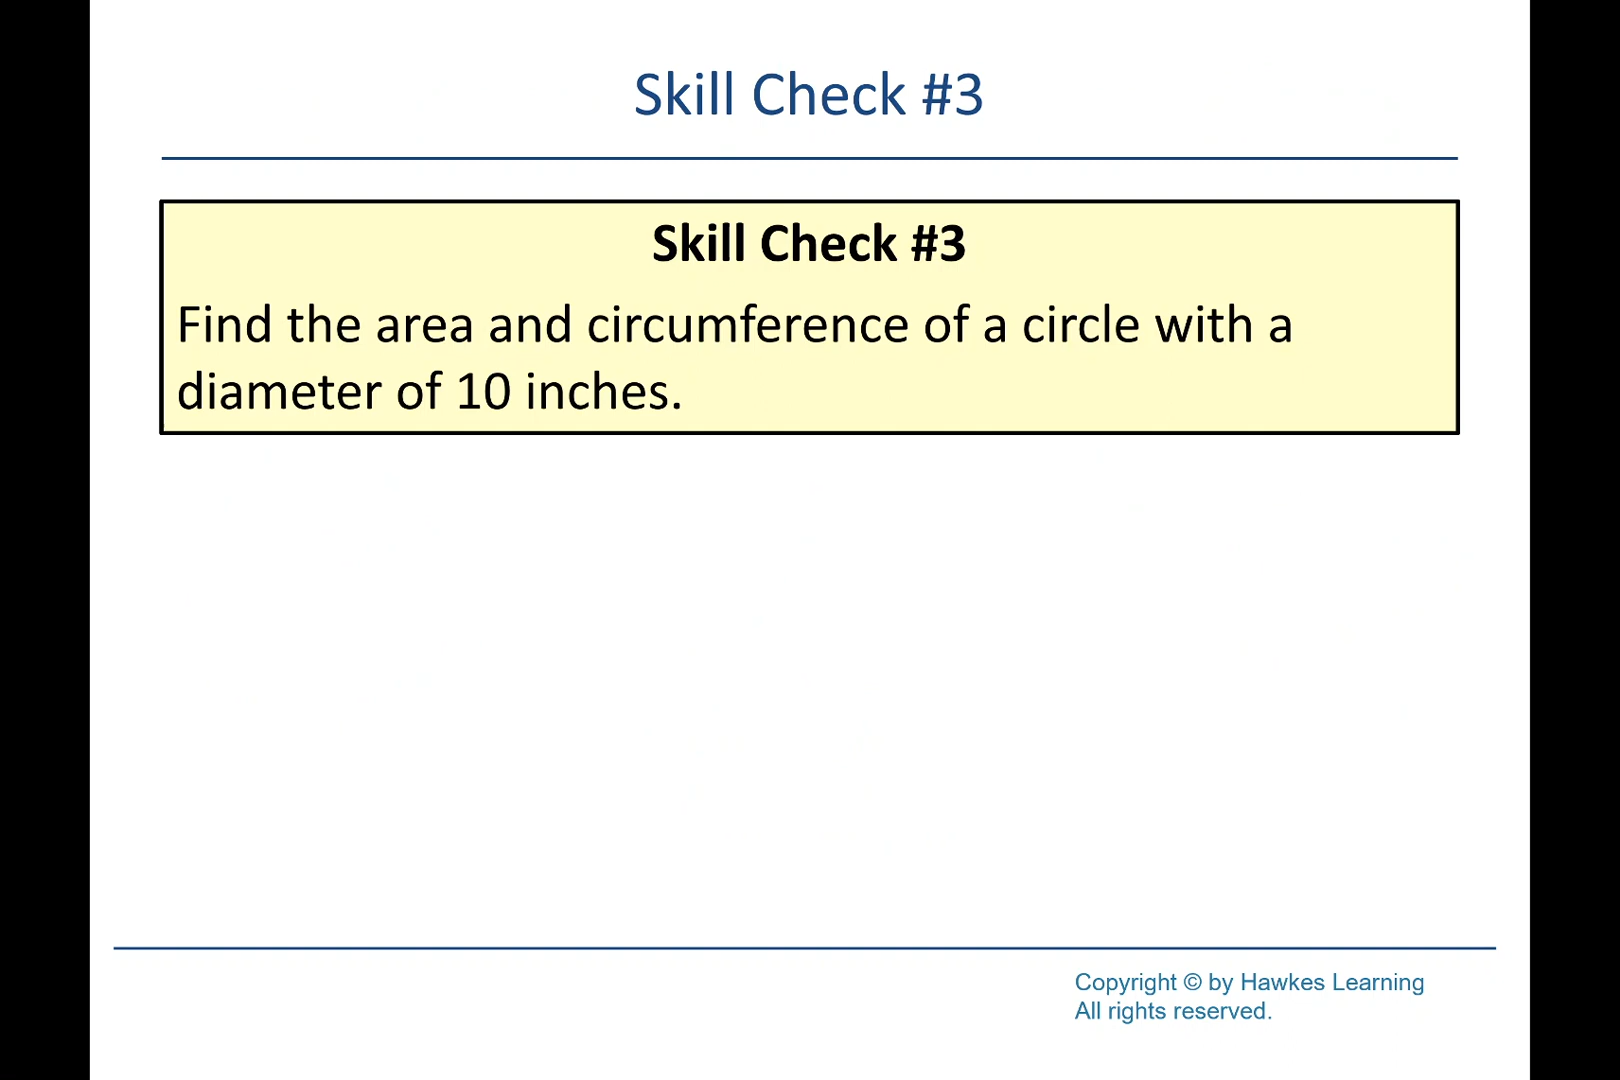 Skill Check #3
Skill Check #3
Find the area and circumference of a circle with a
diameter of 10 inches.
Copyright © by Hawkes Learning
All rights reserved.